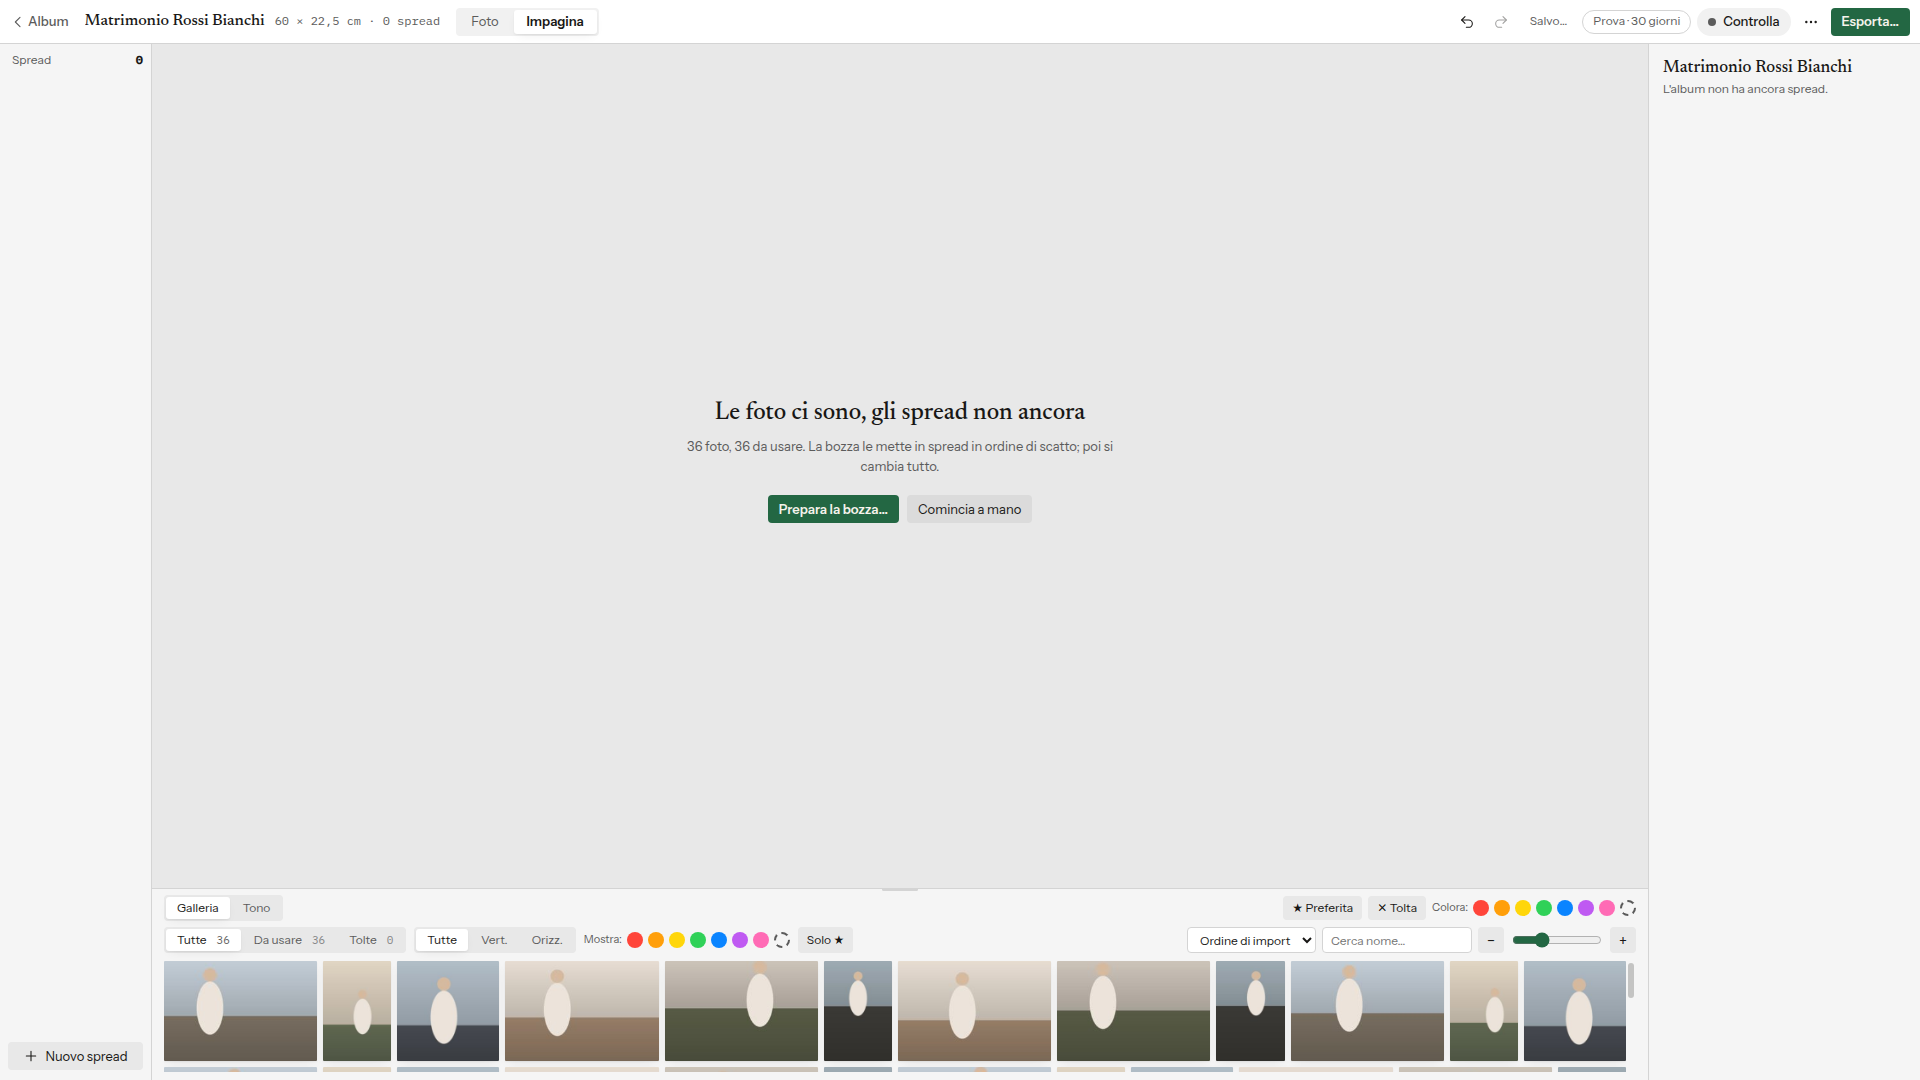 Album
Matrimonio Rossi Bianchi
60 × 22,5 cm · 0 spread
Foto
Impagina
Salvo...
Prova·30 giorni
Controlla
Esporta...
Spread 0
Matrimonio Rossi Bianchi
L'album non ha ancora spread.
Le foto ci sono, gli spread non ancora
36 foto, 36 da usare. La bozza le mette in spread in ordine di scatto; poi si
cambia tutto.
Prepara la bozza...
Comincia a mano
Galleria
Tono
★ Preferita
✕ Tolta
Colora:
Tutte 36
Da usare 36
Tolte 0
Tutte
Vert.
Orizz.
Mostra:
Solo ★
Ordine di import
Cerca nome...
−
+
+ Nuovo spread